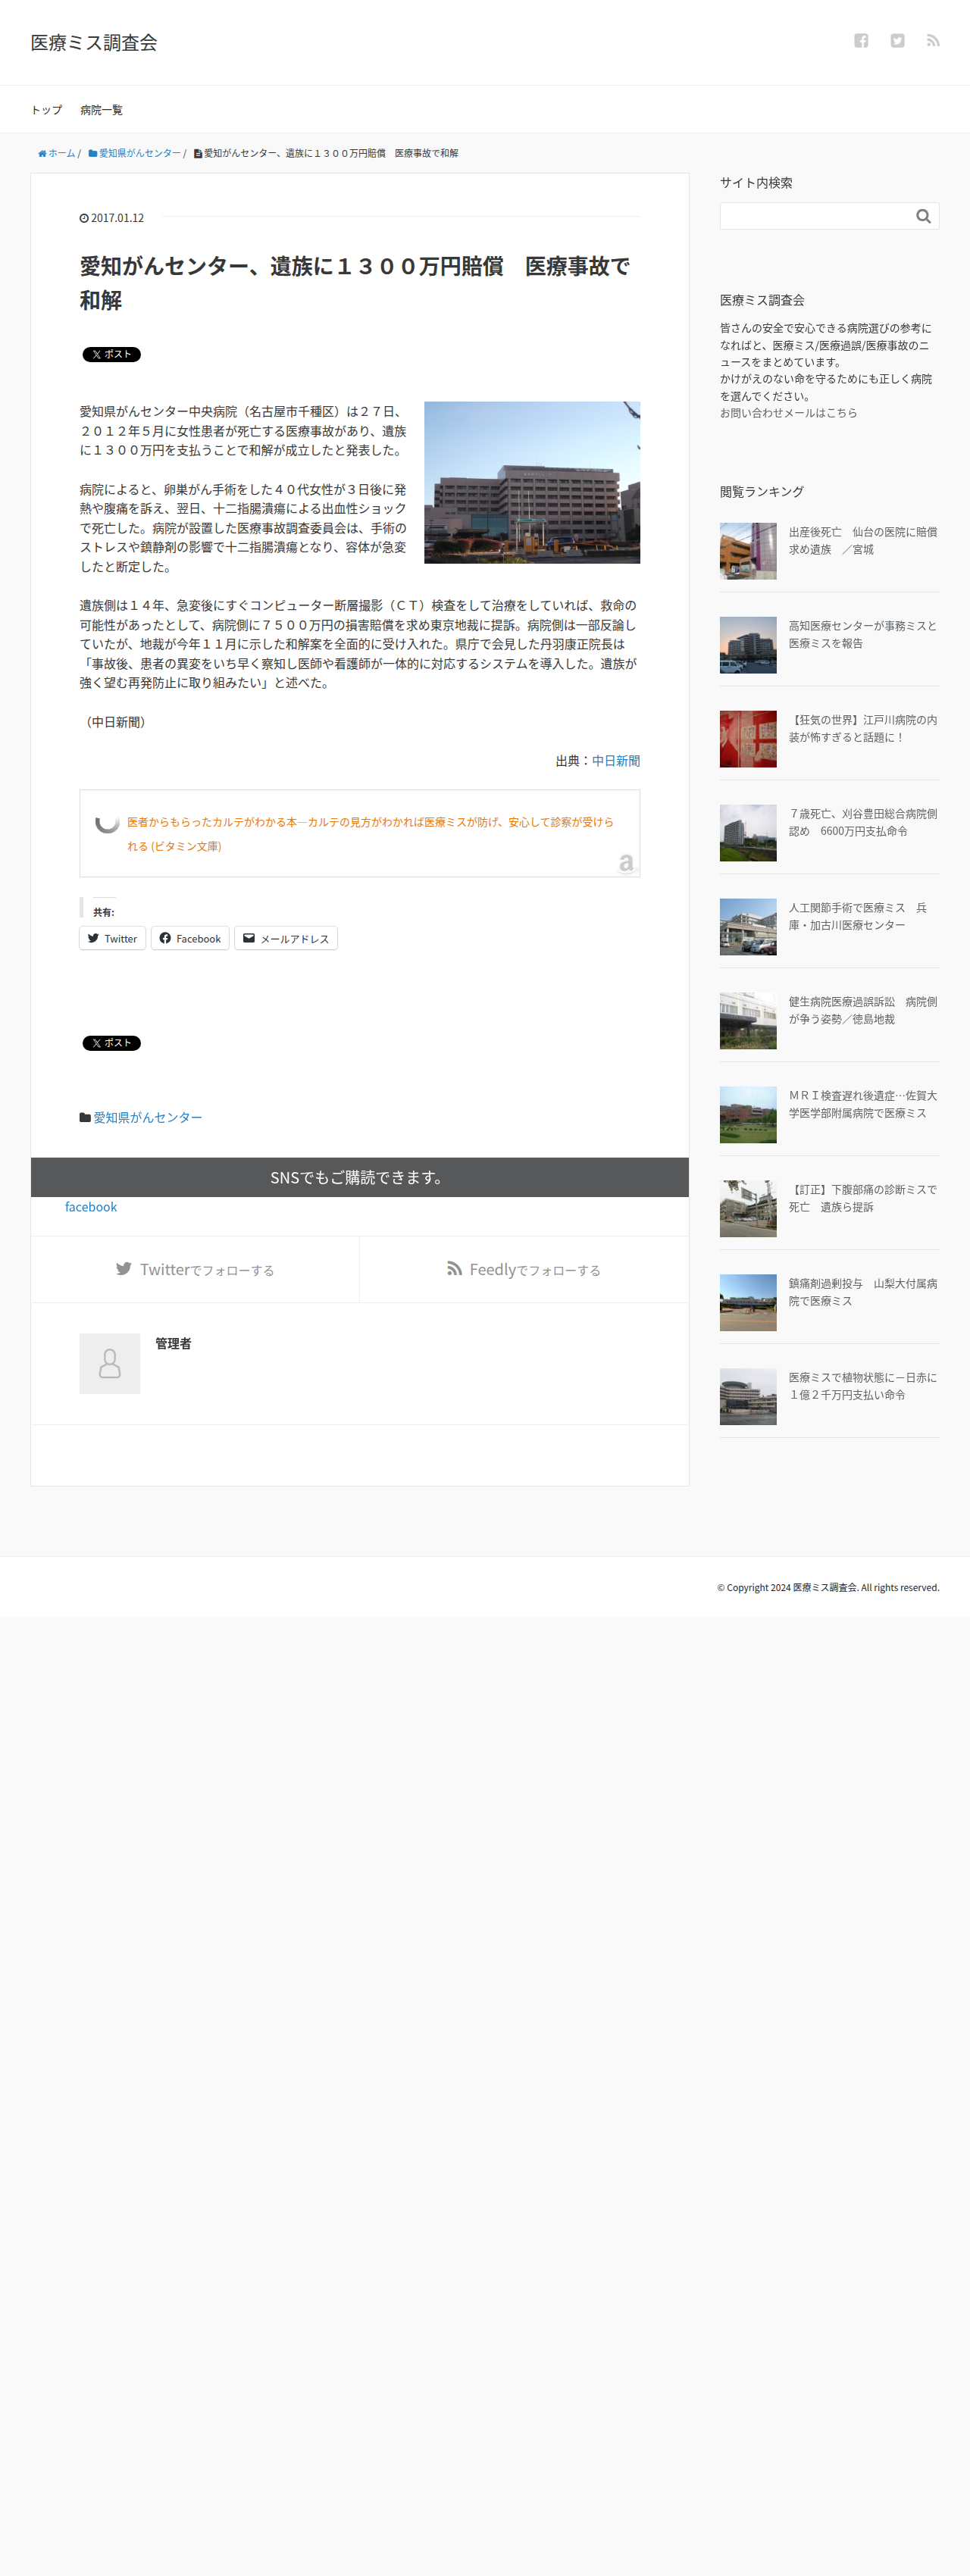 医療ミス調査会
トップ 病院一覧
ホーム / 愛知県がんセンター / 愛知がんセンター、遺族に１３００万円賠償　医療事故で和解
2017.01.12
愛知がんセンター、遺族に１３００万円賠償　医療事故で
和解
ポスト
愛知県がんセンター中央病院（名古屋市千種区）は２７日、
２０１２年５月に女性患者が死亡する医療事故があり、遺族
に１３００万円を支払うことで和解が成立したと発表した。
病院によると、卵巣がん手術をした４０代女性が３日後に発
熱や腹痛を訴え、翌日、十二指腸潰瘍による出血性ショック
で死亡した。病院が設置した医療事故調査委員会は、手術の
ストレスや鎮静剤の影響で十二指腸潰瘍となり、容体が急変
したと断定した。
遺族側は１４年、急変後にすぐコンピューター断層撮影（ＣＴ）検査をして治療をしていれば、救命の
可能性があったとして、病院側に７５００万円の損害賠償を求め東京地裁に提訴。病院側は一部反論し
ていたが、地裁が今年１１月に示した和解案を全面的に受け入れた。県庁で会見した丹羽康正院長は
「事故後、患者の異変をいち早く察知し医師や看護師が一体的に対応するシステムを導入した。遺族が
強く望む再発防止に取り組みたい」と述べた。
（中日新聞）
出典：中日新聞
医者からもらったカルテがわかる本―カルテの見方がわかれば医療ミスが防げ、安心して診察が受けら
れる (ビタミン文庫)
a
共有:
Twitter Facebook メールアドレス
ポスト
愛知県がんセンター
SNSでもご購読できます。
facebook
Twitterでフォローする Feedlyでフォローする
管理者
サイト内検索
医療ミス調査会
皆さんの安全で安心できる病院選びの参考に
なればと、医療ミス/医療過誤/医療事故のニ
ュースをまとめています。
かけがえのない命を守るためにも正しく病院
を選んでください。
お問い合わせメールはこちら
閲覧ランキング
出産後死亡　仙台の医院に賠償
求め遺族　／宮城
高知医療センターが事務ミスと
医療ミスを報告
【狂気の世界】江戸川病院の内
装が怖すぎると話題に！
７歳死亡、刈谷豊田総合病院側
認め　6600万円支払命令
人工関節手術で医療ミス　兵
庫・加古川医療センター
健生病院医療過誤訴訟　病院側
が争う姿勢／徳島地裁
ＭＲＩ検査遅れ後遺症…佐賀大
学医学部附属病院で医療ミス
【訂正】下腹部痛の診断ミスで
死亡　遺族ら提訴
鎮痛剤過剰投与　山梨大付属病
院で医療ミス
医療ミスで植物状態に－日赤に
１億２千万円支払い命令
© Copyright 2024 医療ミス調査会. All rights reserved.